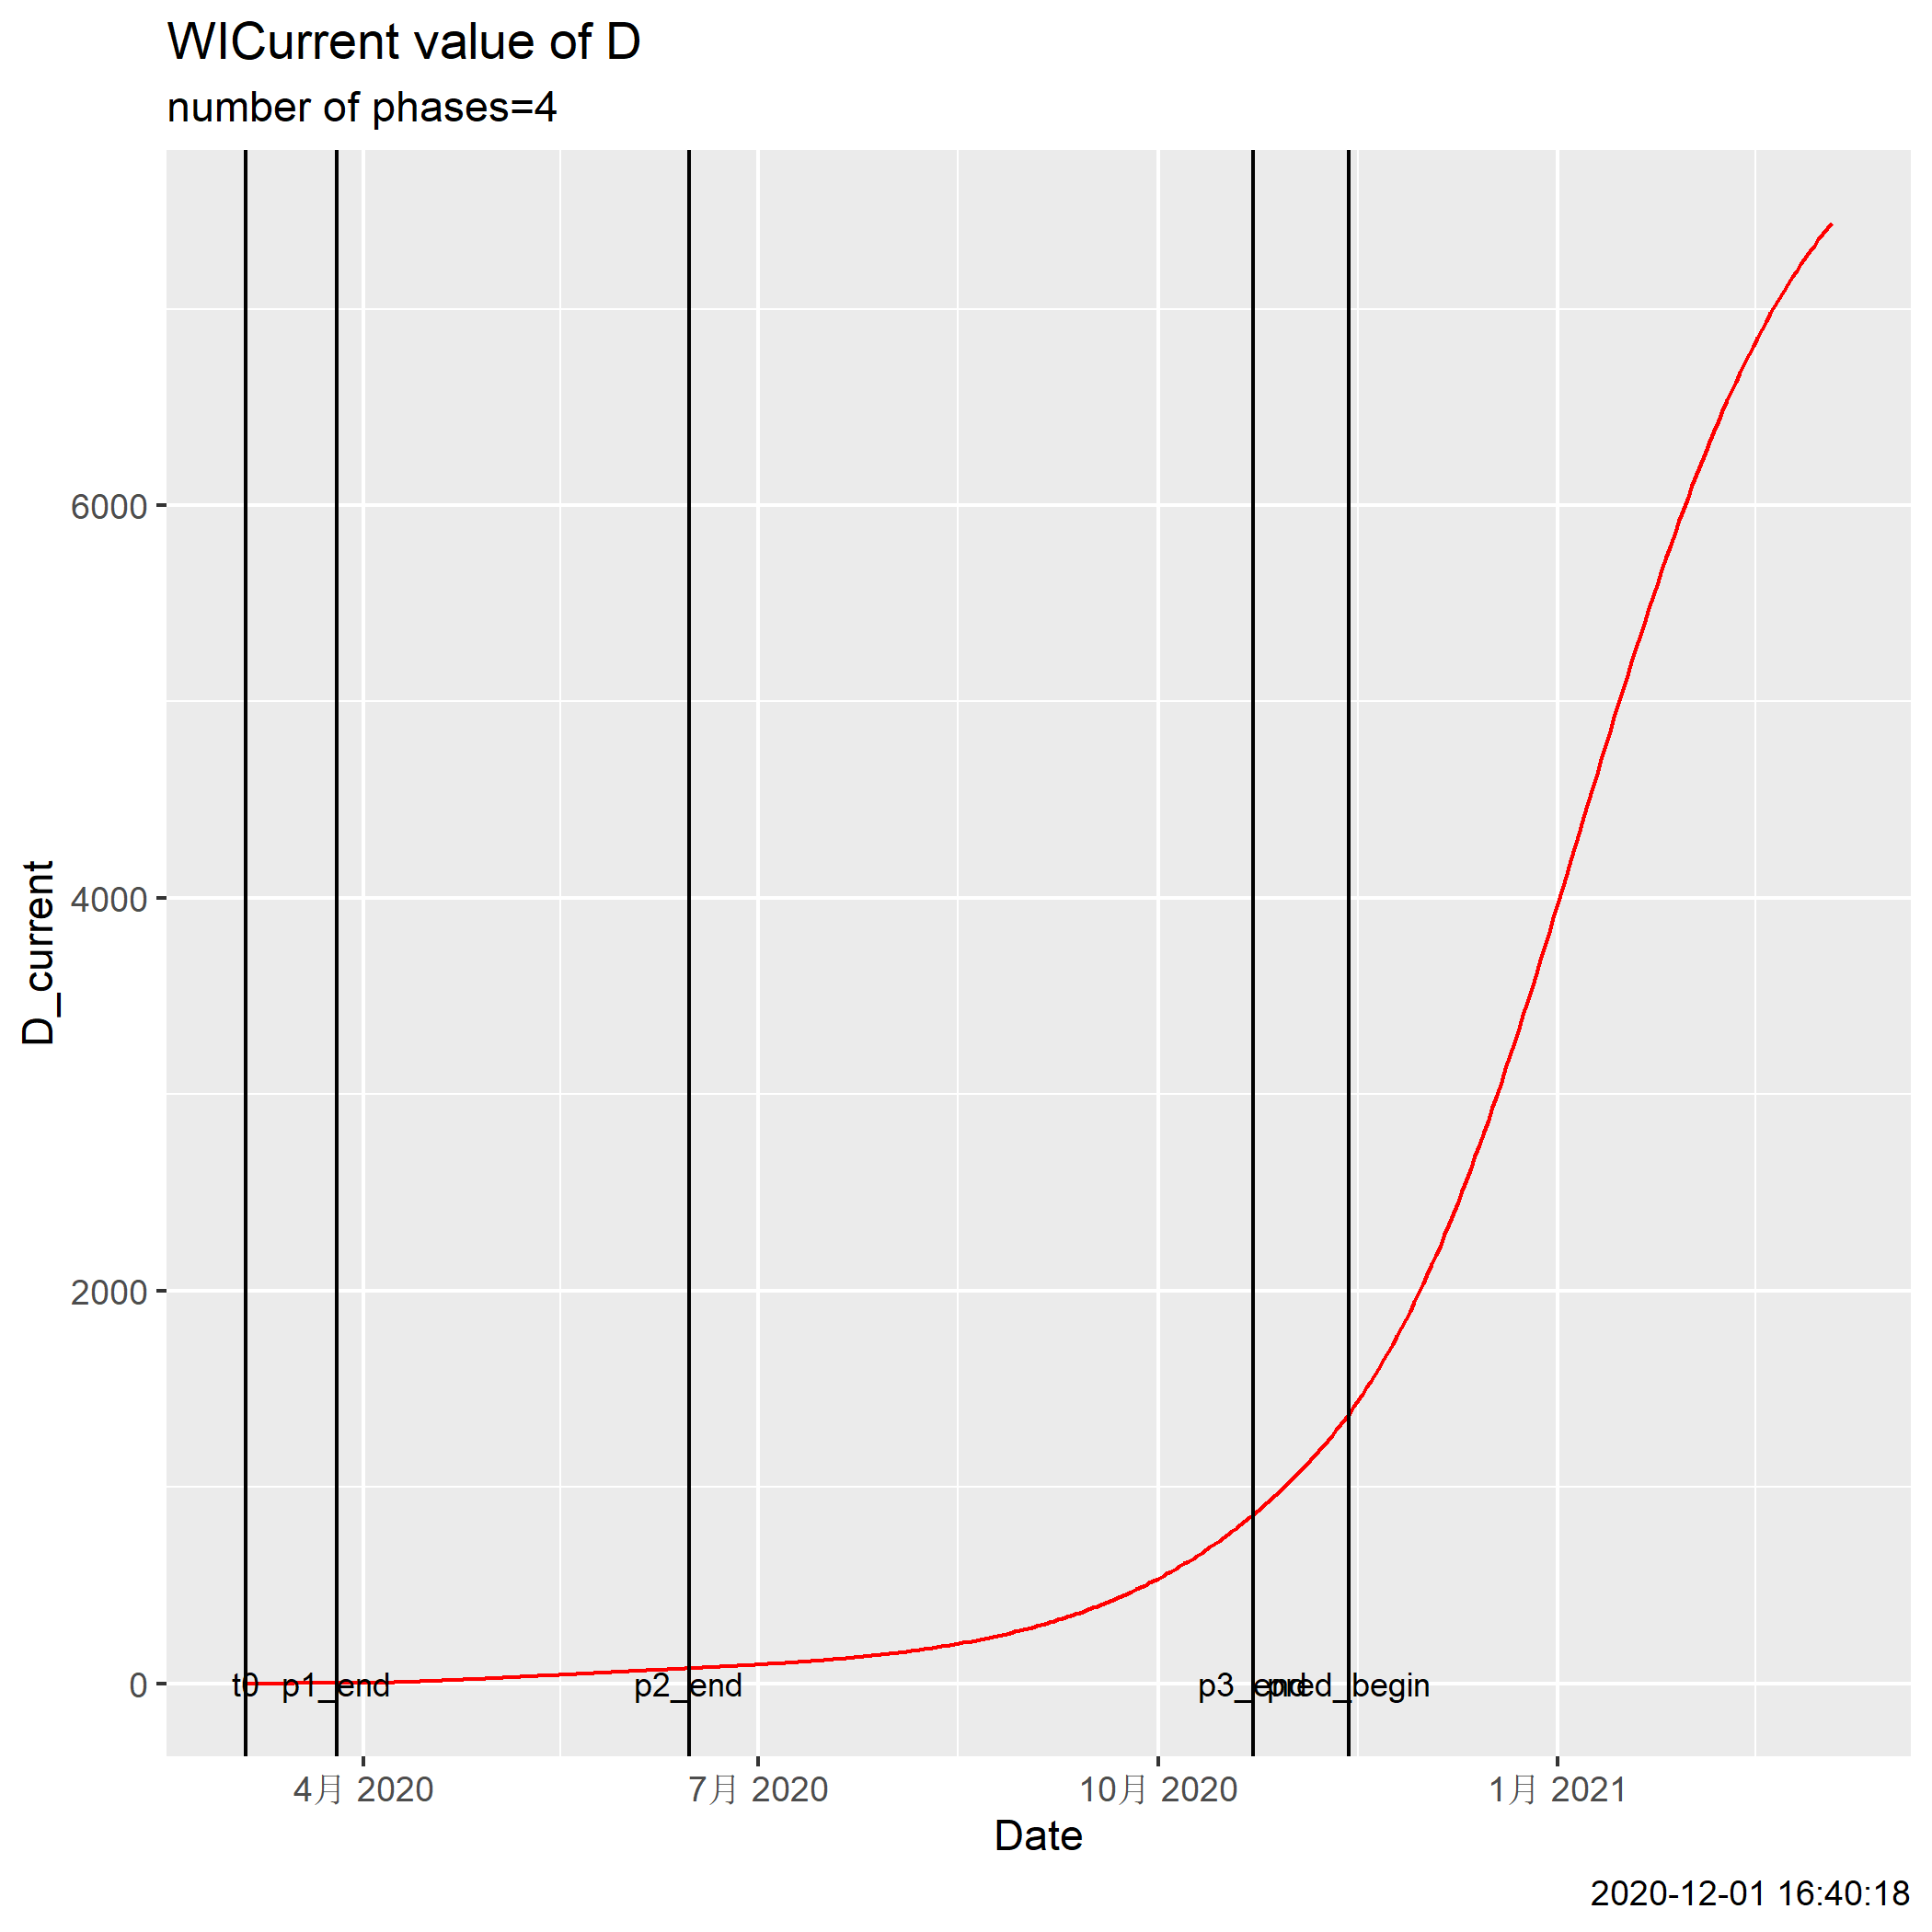 WICurrent value of D
number of phases=4
D_current
6000
4000
2000
0
t0 p1_end p2_end p3_end pred_begin
4月 2020 7月 2020 10月 2020 1月 2021
Date
2020-12-01 16:40:18